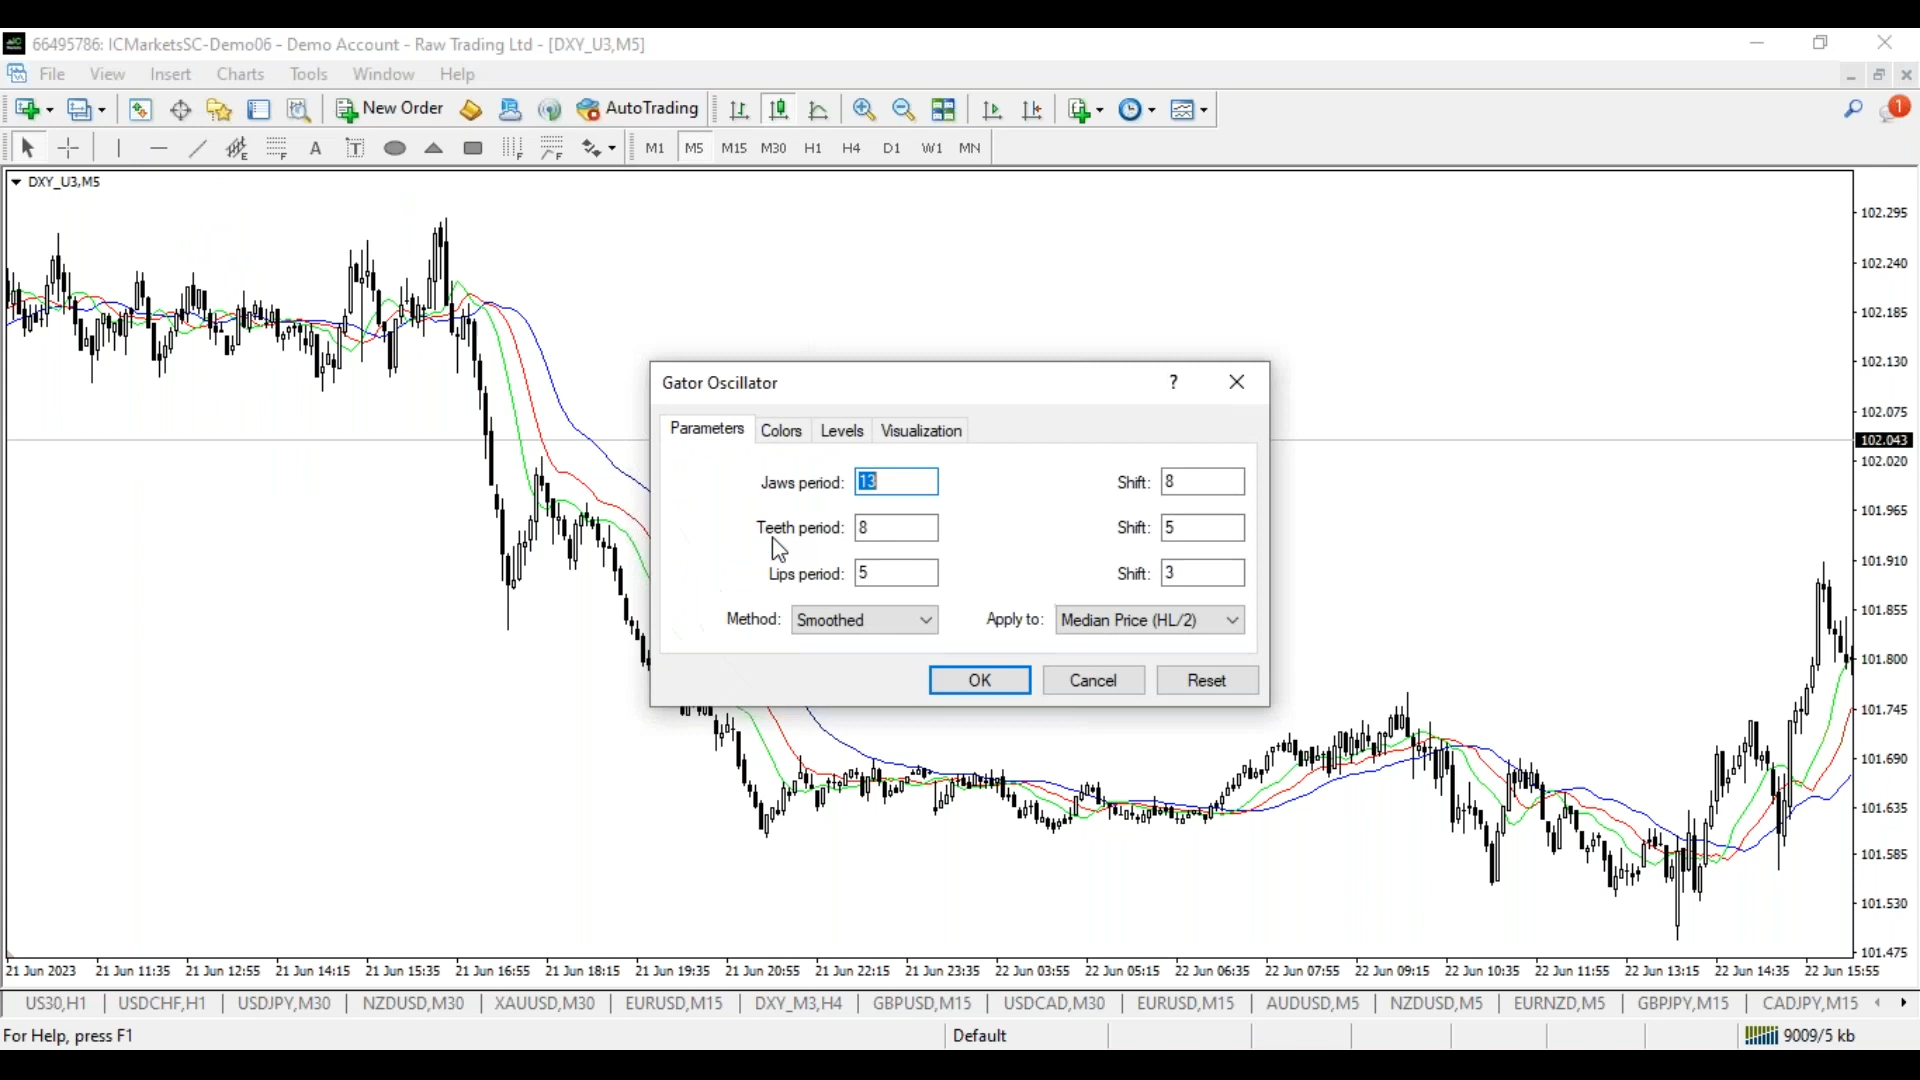 66495786: ICMarketsSC-Demo06 - Demo Account - Raw Trading Ltd - [DXY_U3,M5]
File View Insert Charts Tools Window Help
New Order AutoTrading 1
A T M1 M5 M15 M30 H1 H4 D1 W1 MN
DXY_U3,M5
102.295
102.240
102.185
102.130
102.075
102.043
102.020
101.965
101.910
101.855
101.800
101.745
101.690
101.635
101.585
101.530
101.475
Gator Oscillator ?
Parameters Colors Levels Visualization
Jaws period: 13 Shift: 8
Teeth period: 8 Shift: 5
Lips period: 5 Shift: 3
Method: Smoothed Apply to: Median Price (HL/2)
OK Cancel Reset
21 Jun 2023 21 Jun 11:35 21 Jun 12:55 21 Jun 14:15 21 Jun 15:35 21 Jun 16:55 21 Jun 18:15 21 Jun 19:35 21 Jun 20:55 21 Jun 22:15 21 Jun 23:35 22 Jun 03:55 22 Jun 05:15 22 Jun 06:35 22 Jun 07:55 22 Jun 09:15 22 Jun 10:35 22 Jun 11:55 22 Jun 13:15 22 Jun 14:35 22 Jun 15:55
US30,H1 USDCHF,H1 USDJPY,M30 NZDUSD,M30 XAUUSD,M30 EURUSD,M15 DXY_M3,H4 GBPUSD,M15 USDCAD,M30 EURUSD,M15 AUDUSD,M5 NZDUSD,M5 EURNZD,M5 GBPJPY,M15 CADJPY,M15
For Help, press F1 Default 9009/5 kb